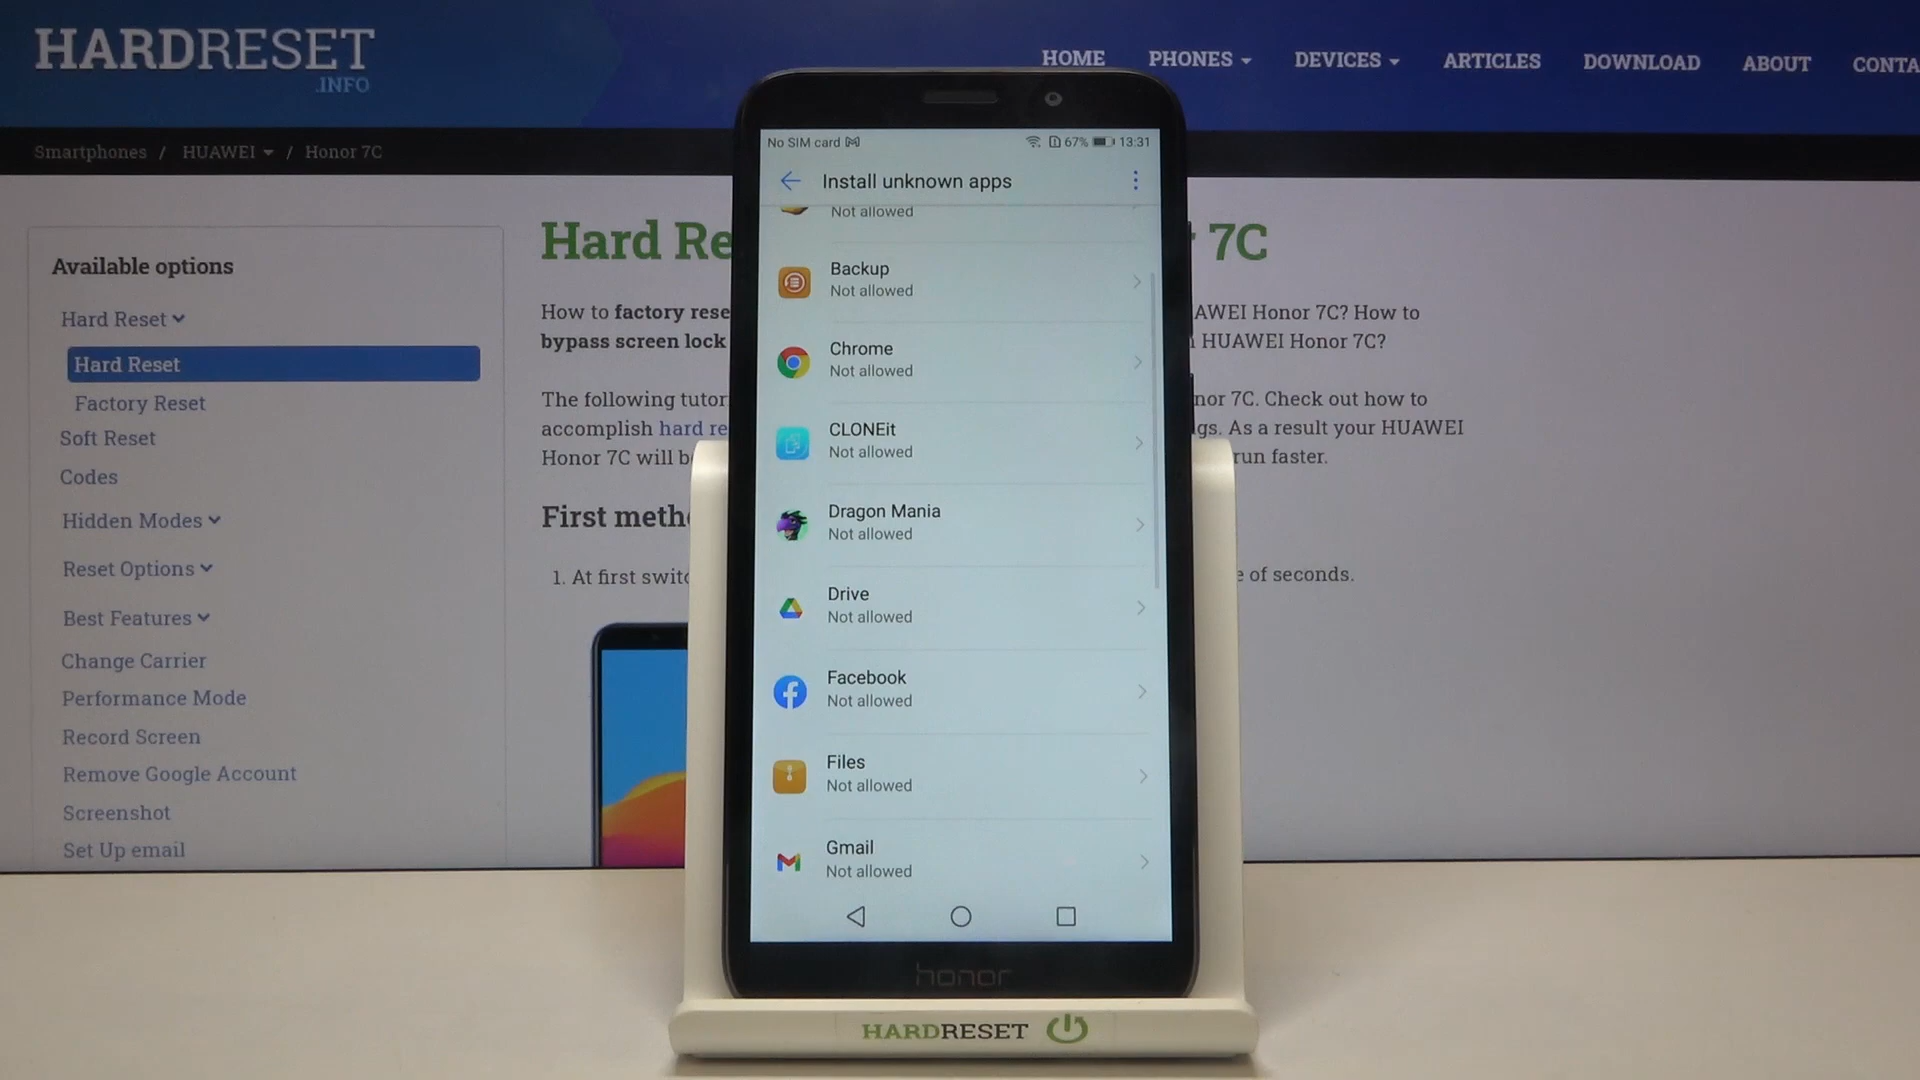 HARDRESET
.INFO
HOME PHONES DEVICES ARTICLES DOWNLOAD ABOUT CONTA
Smartphones / HUAWEI / Honor 7C
Available options
Hard Reset
Hard Reset
Factory Reset
Soft Reset
Codes
Hidden Modes
Reset Options
Best Features
Change Carrier
Performance Mode
Record Screen
Remove Google Account
Screenshot
Set Up email
Hard Re 7C
How to factory rese AWEI Honor 7C? How to
bypass screen lock HUAWEI Honor 7C?
The following tutor nor 7C. Check out how to
accomplish hard re gs. As a result your HUAWEI
Honor 7C will b run faster.
First meth
1. At first switc e of seconds.
No SIM card 67% 13:31
Install unknown apps
Not allowed
Backup
Not allowed
Chrome
Not allowed
CLONEit
Not allowed
Dragon Mania
Not allowed
Drive
Not allowed
Facebook
Not allowed
Files
Not allowed
Gmail
Not allowed
honor
HARDRESET